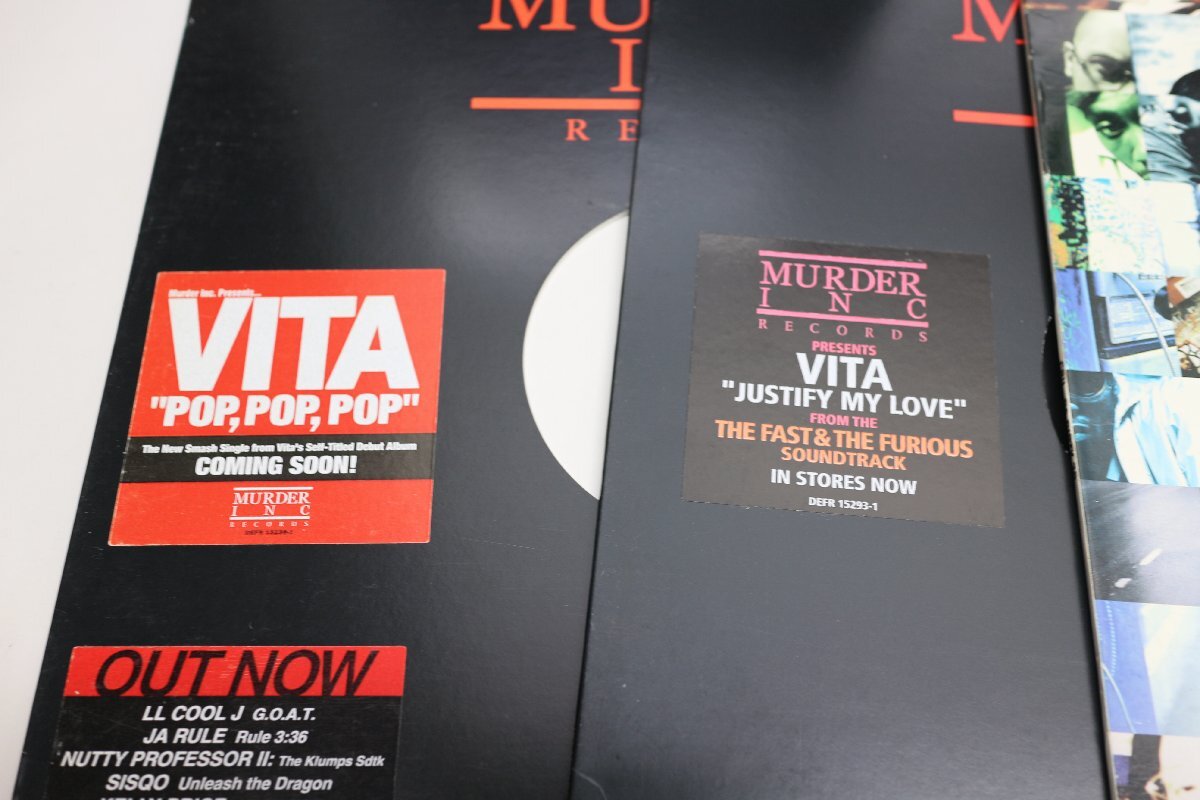 MU
I
RE
M
Murder Inc. Presents...
VITA
"POP, POP, POP"
The New Smash Single from Vita's Self-Titled Debut Album
COMING SOON!
MURDER
INC
RECORDS
OUT NOW
LL COOL J G.O.A.T.
JA RULE Rule 3:36
NUTTY PROFESSOR II: The Klumps Sdtk
SISQO Unleash the Dragon
MURDER
INC
RECORDS
PRESENTS
VITA
"JUSTIFY MY LOVE"
FROM THE
THE FAST & THE FURIOUS
SOUNDTRACK
IN STORES NOW
DEFR 15293-1